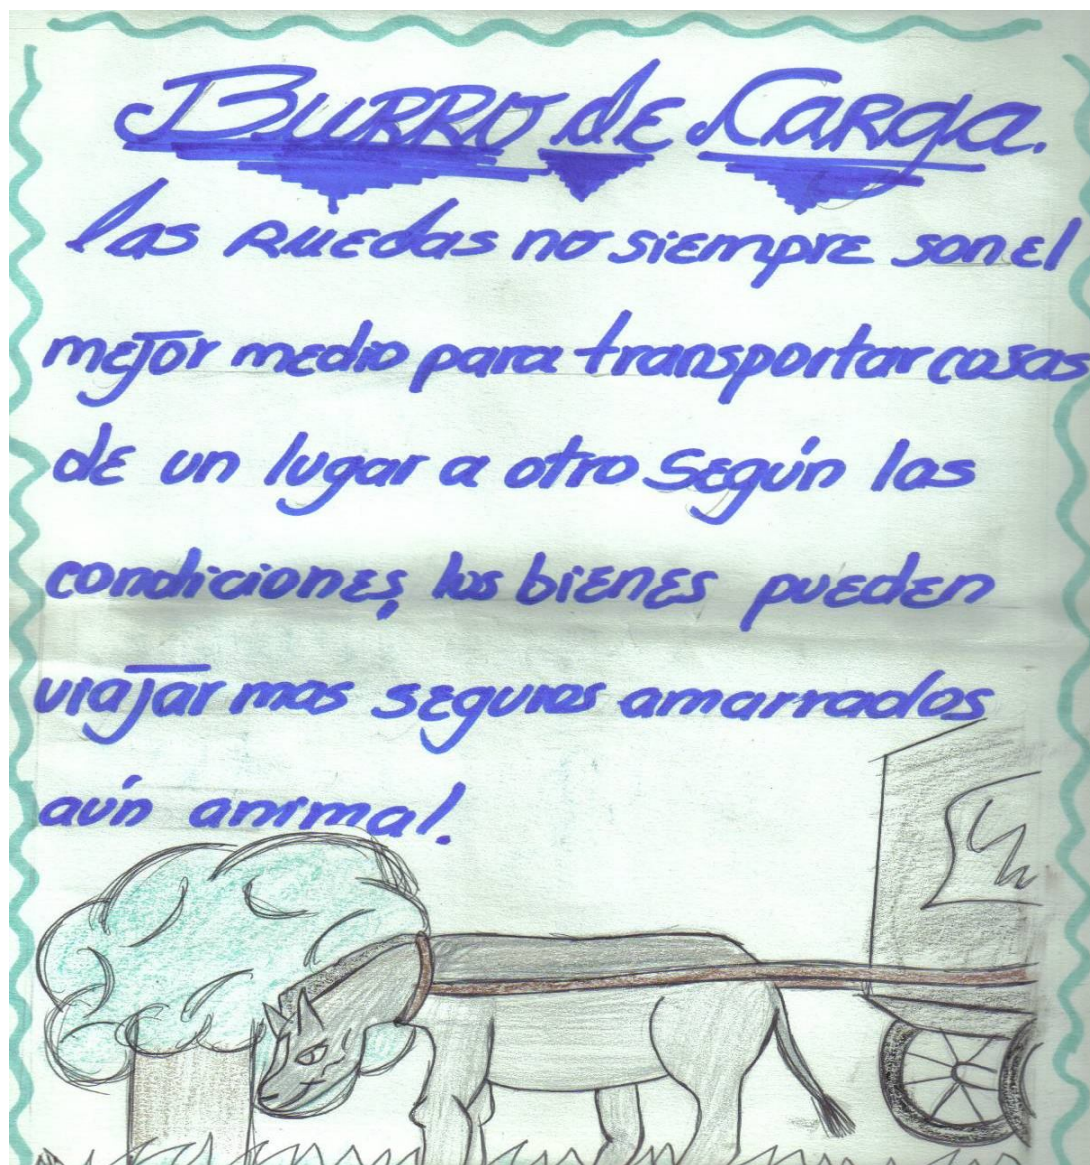 BURRO de Carga.
las Ruedas no siempre son el
mejor medio para transportar cosas
de un lugar a otro Según las
condiciones, los bienes pueden
viajar mas seguros amarrados
aún animal.